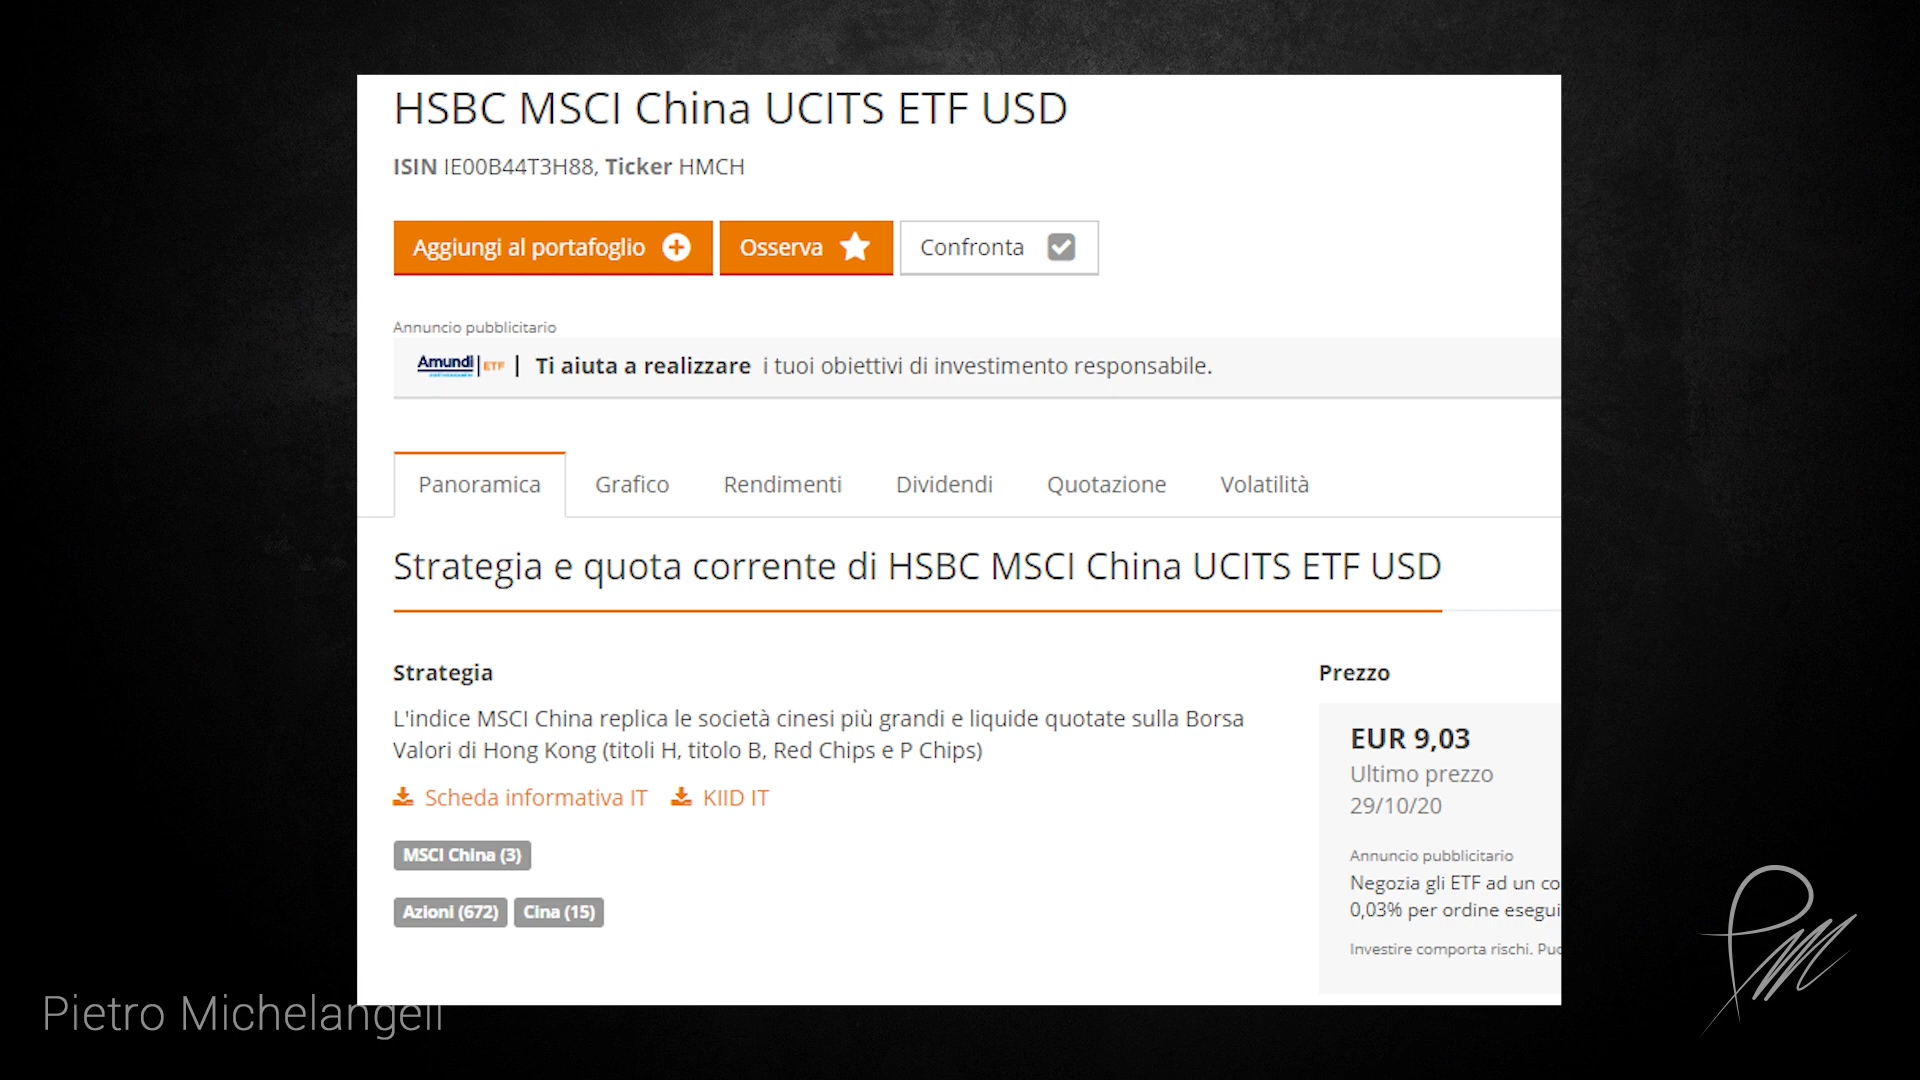 HSBC MSCI China UCITS ETF USD
ISIN IE00B44T3H88, Ticker HMCH
Aggiungi al portafoglio
Osserva
Confronta
Annuncio pubblicitario
Amundi ETF | Ti aiuta a realizzare i tuoi obiettivi di investimento responsabile.
Panoramica Grafico Rendimenti Dividendi Quotazione Volatilità
Strategia e quota corrente di HSBC MSCI China UCITS ETF USD
Strategia
L'indice MSCI China replica le società cinesi più grandi e liquide quotate sulla Borsa
Valori di Hong Kong (titoli H, titolo B, Red Chips e P Chips)
Scheda informativa IT KIID IT
MSCI China (3)
Azioni (672) Cina (15)
Prezzo
EUR 9,03
Ultimo prezzo
29/10/20
Annuncio pubblicitario
Negozia gli ETF ad un co
0,03% per ordine esegui
Investire comporta rischi. Puo
Pietro Michelangeli